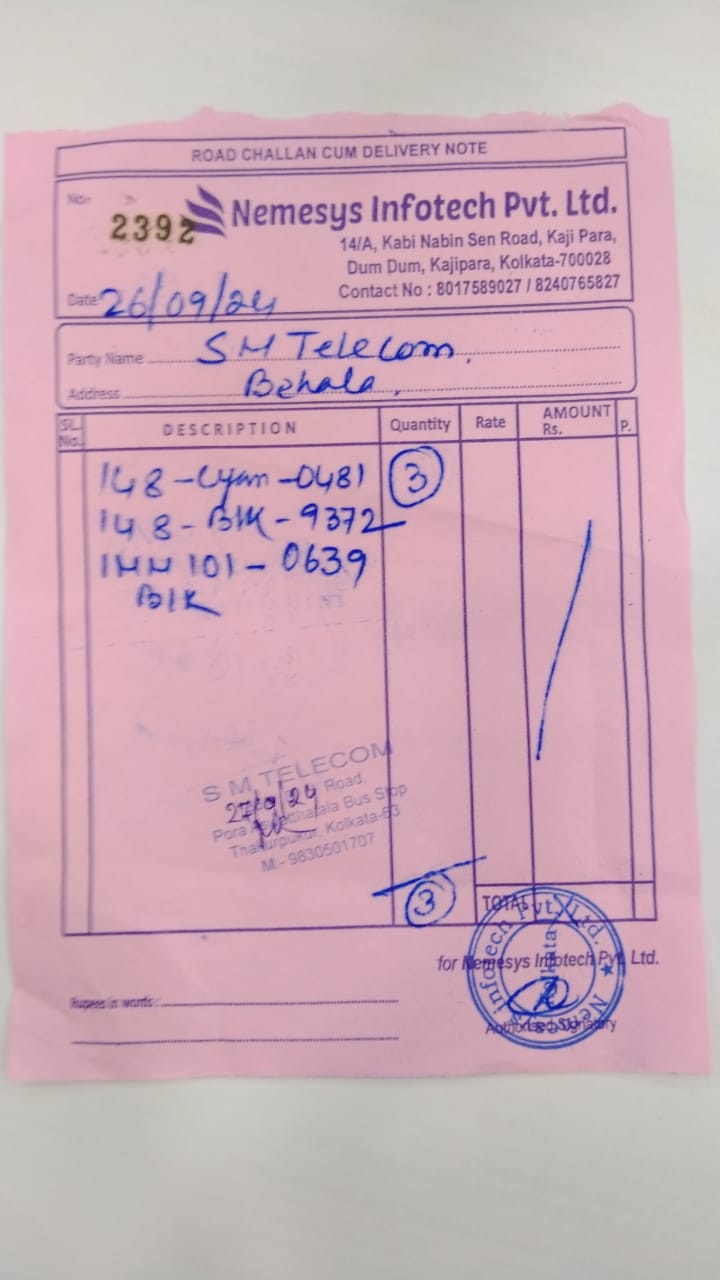 ROAD CHALLAN CUM DELIVERY NOTE
No.
2392
Nemesys Infotech Pvt. Ltd.
14/A, Kabi Nabin Sen Road, Kaji Para,
Dum Dum, Kajipara, Kolkata-700028
Contact No : 8017589027 / 8240765827
Date 26/09/24
Party Name SM Telecom,
Address Behala,
SL. No. DESCRIPTION Quantity Rate AMOUNT Rs. P.
148 - Cyan - 0481 3
148 - Blk - 9372
101 - 0639
Blk
S M TELECOM
27/9/24 Road.
Pora Bus Stop
Thakurpukur, Kolkata-63
M:- 9830501707
3
TOTAL
for Nemesys Infotech Pvt. Ltd.
Nemesys Infotech Pvt. Ltd.
Kolkata
Rupees in words :
Authorised Signatory